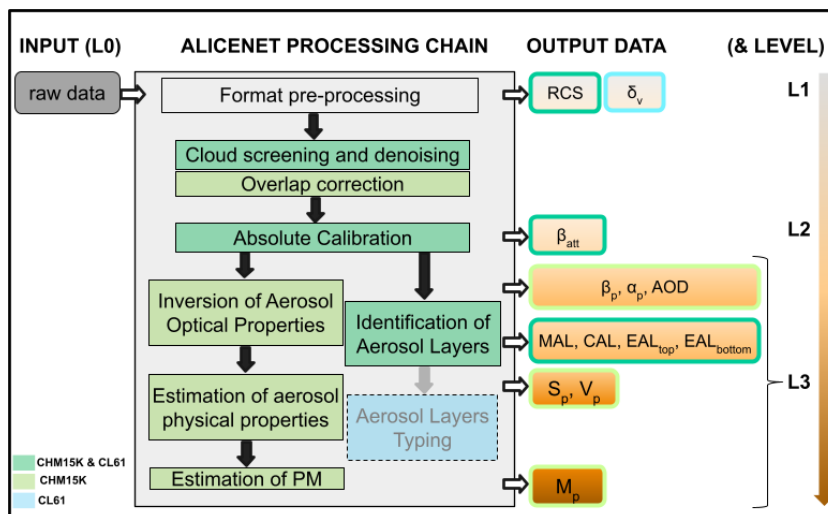 INPUT (L0) ALICENET PROCESSING CHAIN OUTPUT DATA (& LEVEL)
raw data
Format pre-processing
RCS
δv
L1
Cloud screening and denoising
Overlap correction
Absolute Calibration
βatt
L2
Inversion of Aerosol
Optical Properties
βp, αp, AOD
Identification of
Aerosol Layers
MAL, CAL, EALtop, EALbottom
L3
Estimation of aerosol
physical properties
Sp, Vp
Aerosol Layers
Typing
Estimation of PM
Mp
CHM15K & CL61
CHM15K
CL61